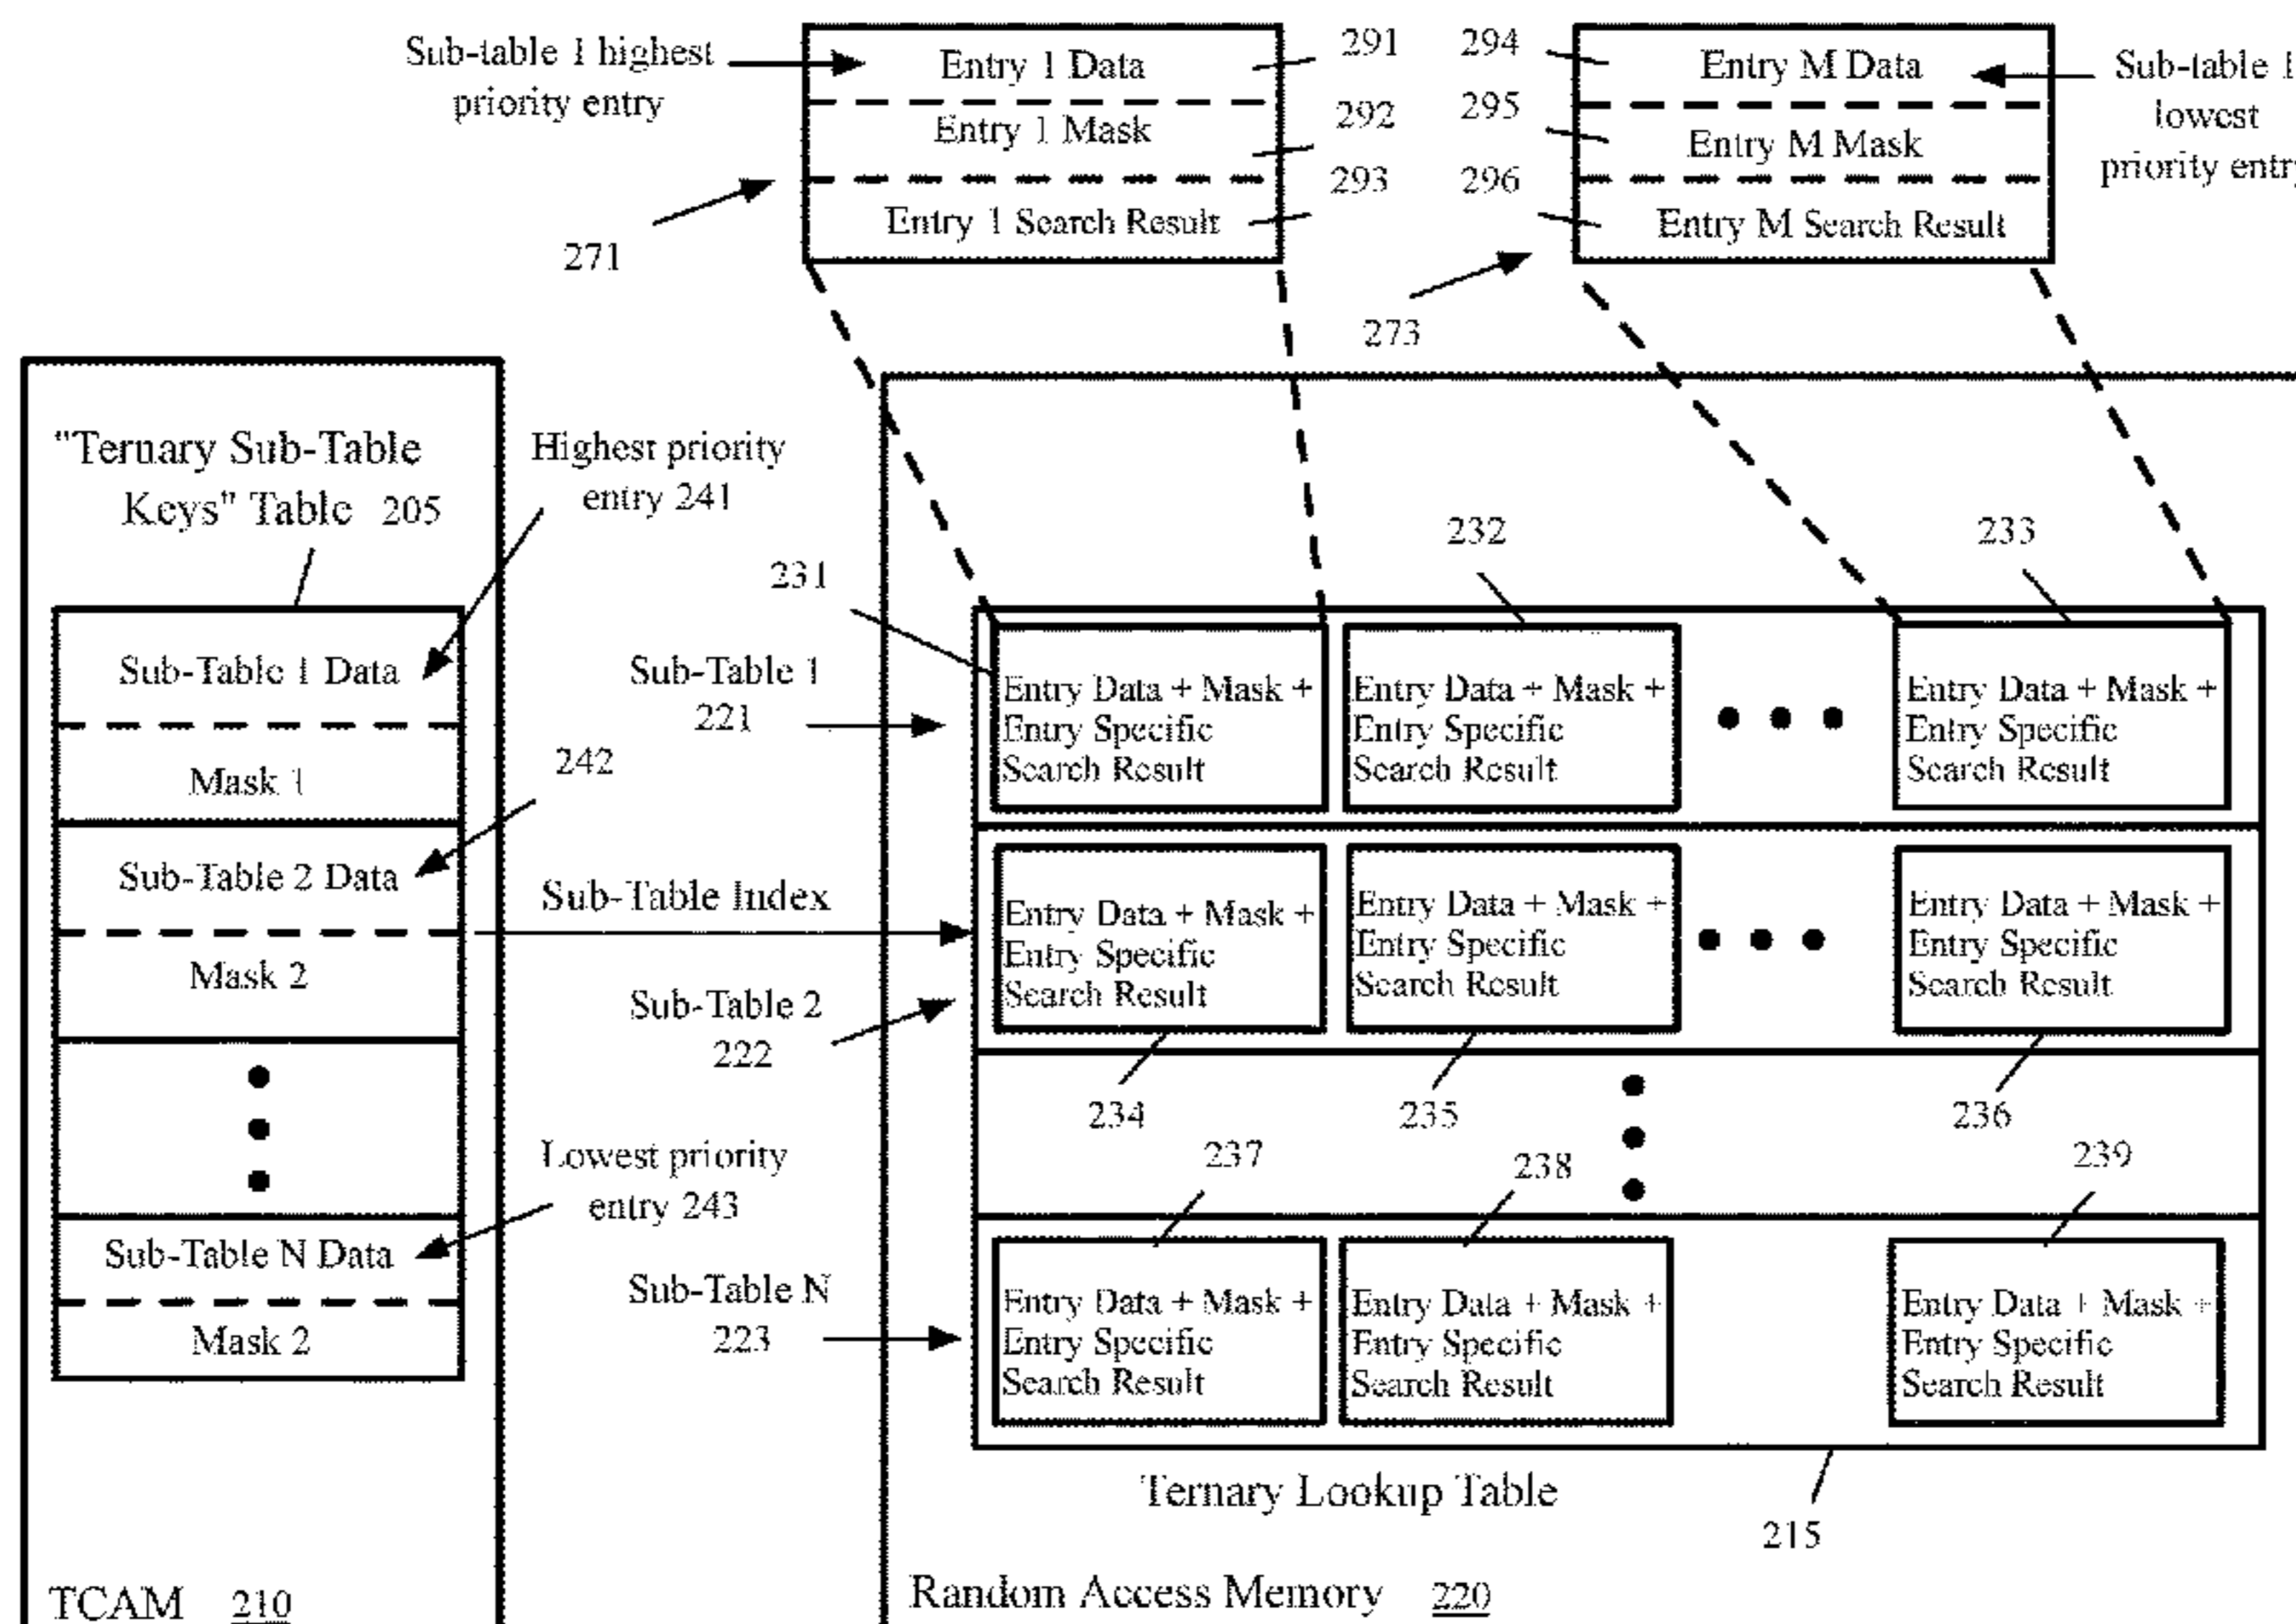 Sub-table 1 highest
priority entry
Entry 1 Data
Entry 1 Mask
Entry 1 Search Result
291
292
293
271
294
295
296
Entry M Data
Entry M Mask
Entry M Search Result
Sub-table 1
lowest
priority entry
273
"Ternary Sub-Table
Keys" Table 205
Highest priority
entry 241
Sub-Table 1 Data
Mask 1
242
Sub-Table 2 Data
Mask 2
Sub-Table Index
Lowest priority
entry 243
Sub-Table N Data
Mask 2
TCAM 210
231
232
233
Sub-Table 1
221
Entry Data + Mask +
Entry Specific
Search Result
Entry Data + Mask +
Entry Specific
Search Result
Entry Data + Mask +
Entry Specific
Search Result
Sub-Table 2
222
Entry Data + Mask +
Entry Specific
Search Result
Entry Data + Mask +
Entry Specific
Search Result
Entry Data + Mask +
Entry Specific
Search Result
234
235
236
237
238
239
Sub-Table N
223
Entry Data + Mask +
Entry Specific
Search Result
Entry Data + Mask +
Entry Specific
Search Result
Entry Data + Mask +
Entry Specific
Search Result
Ternary Lookup Table
215
Random Access Memory 220